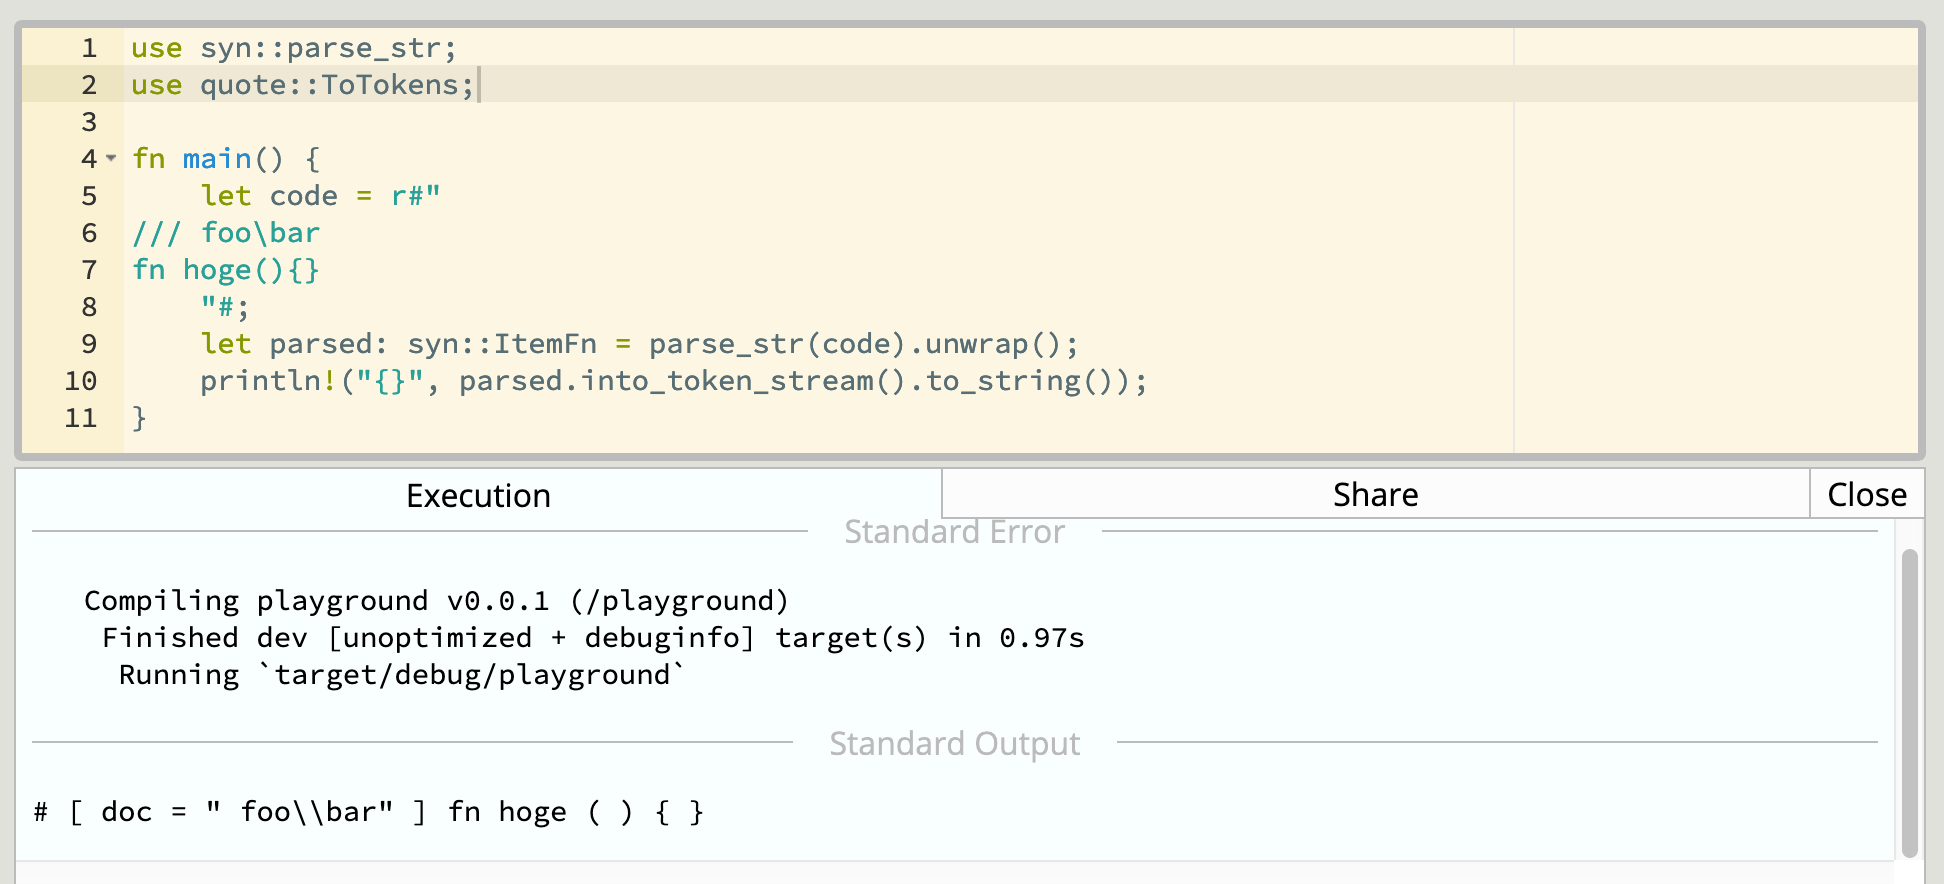 1 use syn::parse_str;
2 use quote::ToTokens;
3
4 fn main() {
5     let code = r#"
6 /// foo\bar
7 fn hoge(){}
8     "#;
9     let parsed: syn::ItemFn = parse_str(code).unwrap();
10     println!("{}", parsed.into_token_stream().to_string());
11 }
Execution Share Close
Standard Error
   Compiling playground v0.0.1 (/playground)
    Finished dev [unoptimized + debuginfo] target(s) in 0.97s
     Running `target/debug/playground`
Standard Output
# [ doc = " foo\\bar" ] fn hoge ( ) { }